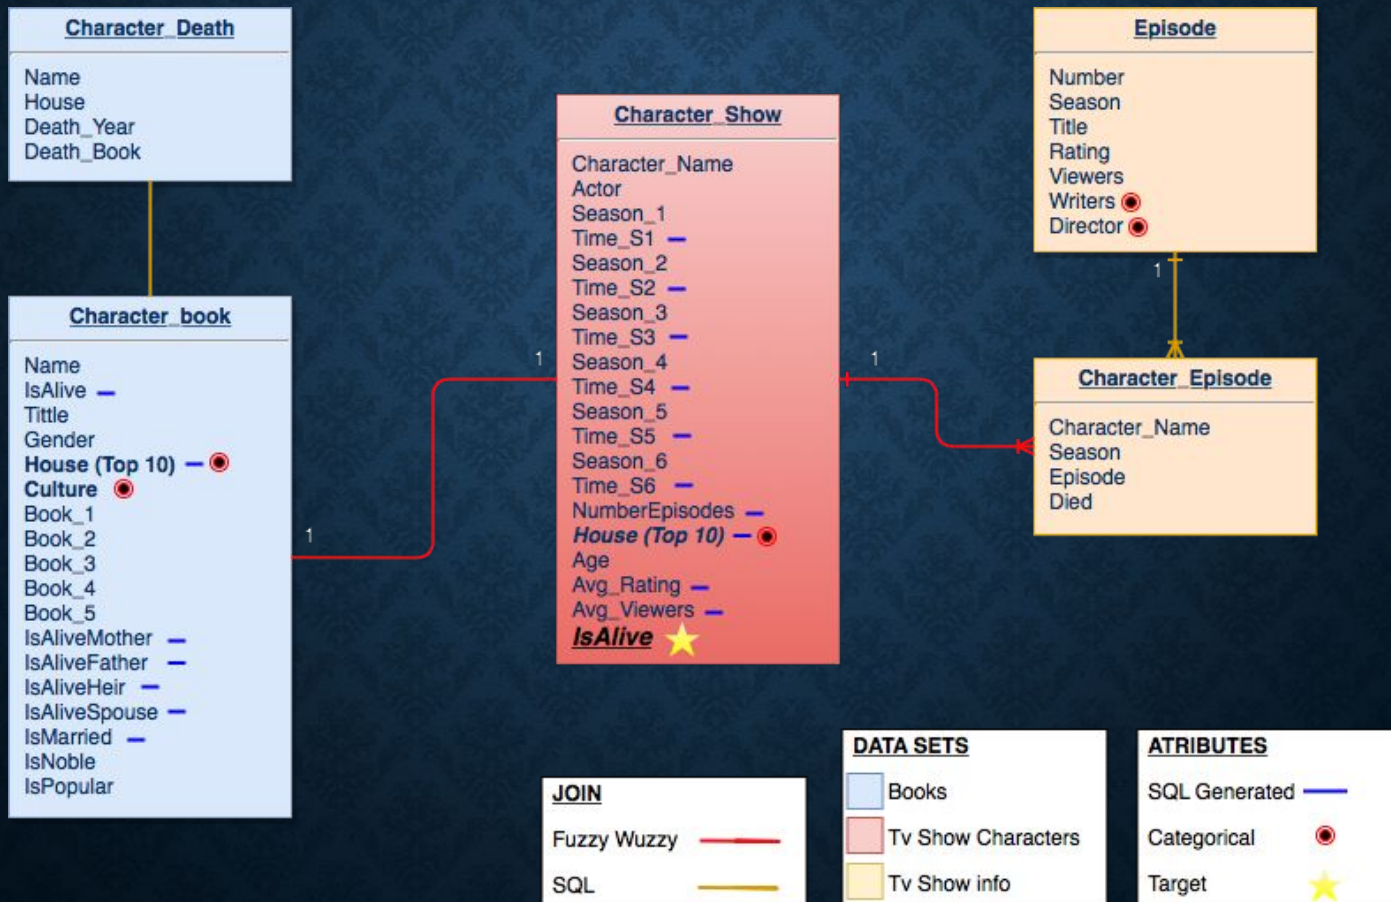 Character_Death
Name
House
Death_Year
Death_Book
Character_book
Name
IsAlive
Tittle
Gender
House (Top 10)
Culture
Book_1
Book_2
Book_3
Book_4
Book_5
IsAliveMother
IsAliveFather
IsAliveHeir
IsAliveSpouse
IsMarried
IsNoble
IsPopular
1
1
Character_Show
Character_Name
Actor
Season_1
Time_S1
Season_2
Time_S2
Season_3
Time_S3
Season_4
Time_S4
Season_5
Time_S5
Season_6
Time_S6
NumberEpisodes
House (Top 10)
Age
Avg_Rating
Avg_Viewers
IsAlive
1
Episode
Number
Season
Title
Rating
Viewers
Writers
Director
1
Character_Episode
Character_Name
Season
Episode
Died
JOIN
Fuzzy Wuzzy
SQL
DATA SETS
Books
Tv Show Characters
Tv Show info
ATRIBUTES
SQL Generated
Categorical
Target